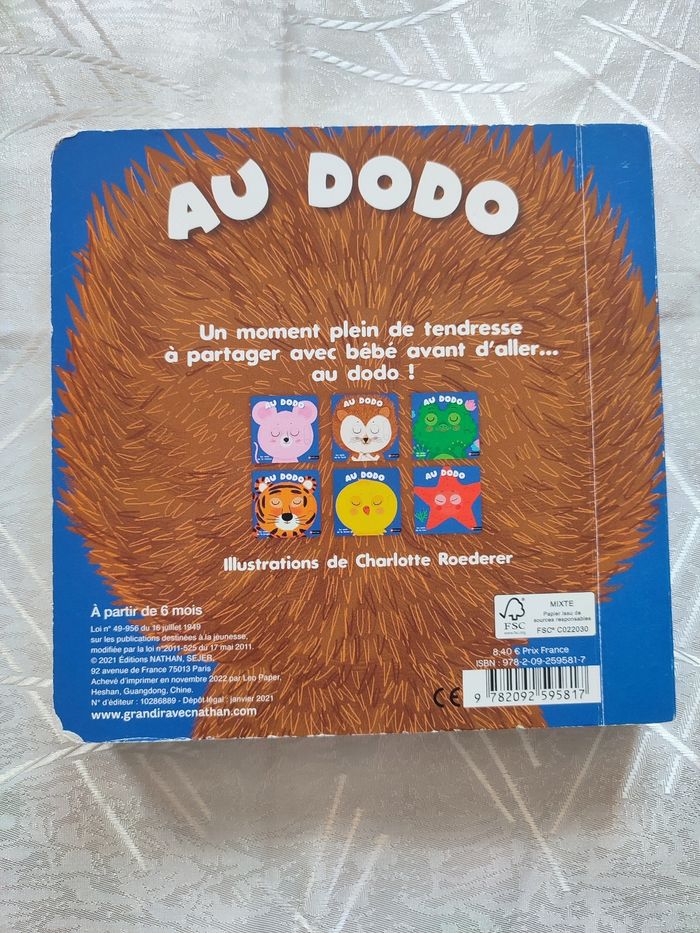 AU DODO
Un moment plein de tendresse
à partager avec bébé avant d'aller...
au dodo !
AU DODO
AU DODO
AU DODO
AU DODO
AU DODO
AU DODO
Illustrations de Charlotte Roederer
À partir de 6 mois
Loi n° 49-956 du 16 juillet 1949
sur les publications destinées à la jeunesse,
modifiée par la loi n°2011-525 du 17 mai 2011.
© 2021 Éditions NATHAN, SEJER,
92 avenue de France 75013 Paris
Achevé d'imprimer en novembre 2022 par Leo Paper,
Heshan, Guangdong, Chine.
N° d'éditeur : 10286889 - Dépôt légal : janvier 2021
www.grandiravecnathan.com
FSC
www.fsc.org
MIXTE
Papier issu de
sources responsables
FSC® C022030
8.40 € Prix France
ISBN : 978-2-09-259581-7
CE
9 782092 595817